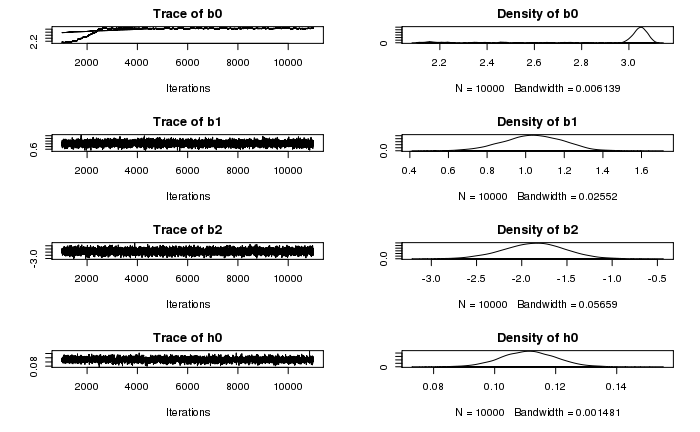 Trace of b0
2.2
2000 4000 6000 8000 10000
Iterations
Density of b0
0
2.2 2.4 2.6 2.8 3.0
N = 10000 Bandwidth = 0.006139
Trace of b1
0.6
2000 4000 6000 8000 10000
Iterations
Density of b1
0.0
0.4 0.6 0.8 1.0 1.2 1.4 1.6
N = 10000 Bandwidth = 0.02552
Trace of b2
-3.0
2000 4000 6000 8000 10000
Iterations
Density of b2
0.0
-3.0 -2.5 -2.0 -1.5 -1.0 -0.5
N = 10000 Bandwidth = 0.05659
Trace of h0
0.08
2000 4000 6000 8000 10000
Iterations
Density of h0
0
0.08 0.10 0.12 0.14
N = 10000 Bandwidth = 0.001481